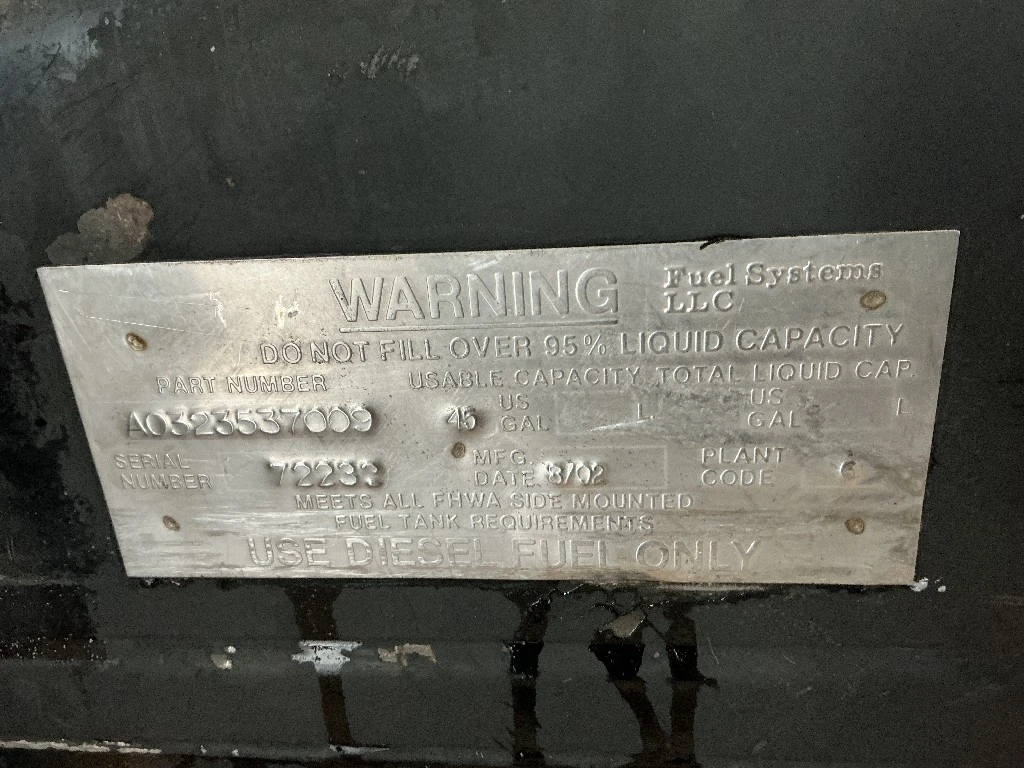 WARNING
Fuel Systems
LLC
DO NOT FILL OVER 95% LIQUID CAPACITY
PART NUMBER USABLE CAPACITY TOTAL LIQUID CAP.
A0323537009 45 US GAL L US GAL L
SERIAL NUMBER 72233 MFG. DATE 8/02 PLANT CODE
MEETS ALL FHWA SIDE MOUNTED
FUEL TANK REQUIREMENTS
USE DIESEL FUEL ONLY